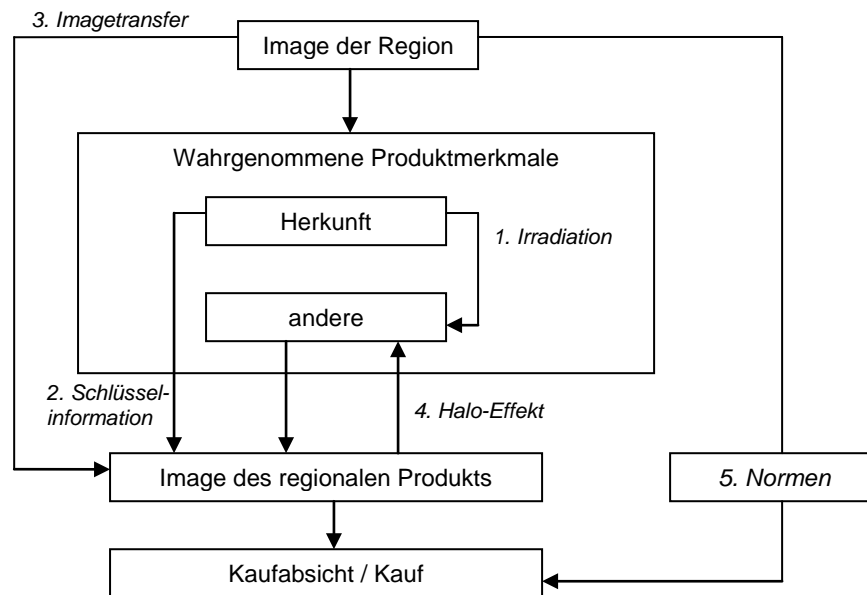 3. Imagetransfer
Image der Region
Wahrgenommene Produktmerkmale
Herkunft
1. Irradiation
andere
2. Schlüssel-
information
4. Halo-Effekt
Image des regionalen Produkts
5. Normen
Kaufabsicht / Kauf